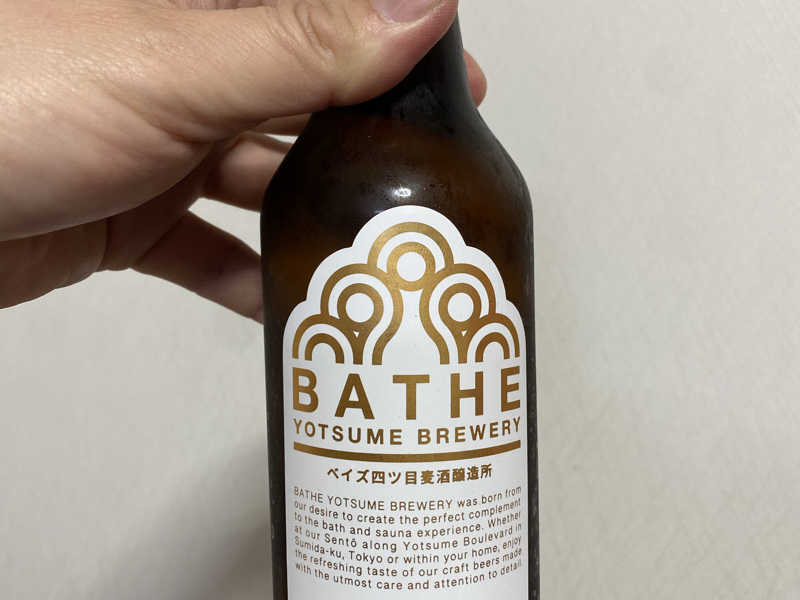 BATHE
YOTSUME BREWERY
ベイズ四ツ目麦酒醸造所
BATHE YOTSUME BREWERY was born from
our desire to create the perfect complement
to the bath and sauna experience. Whether
at our Sentō along Yotsume Boulevard in
Sumida-ku, Tokyo or within your home, enjoy
the refreshing taste of our craft beers made
with the utmost care and attention to detail.